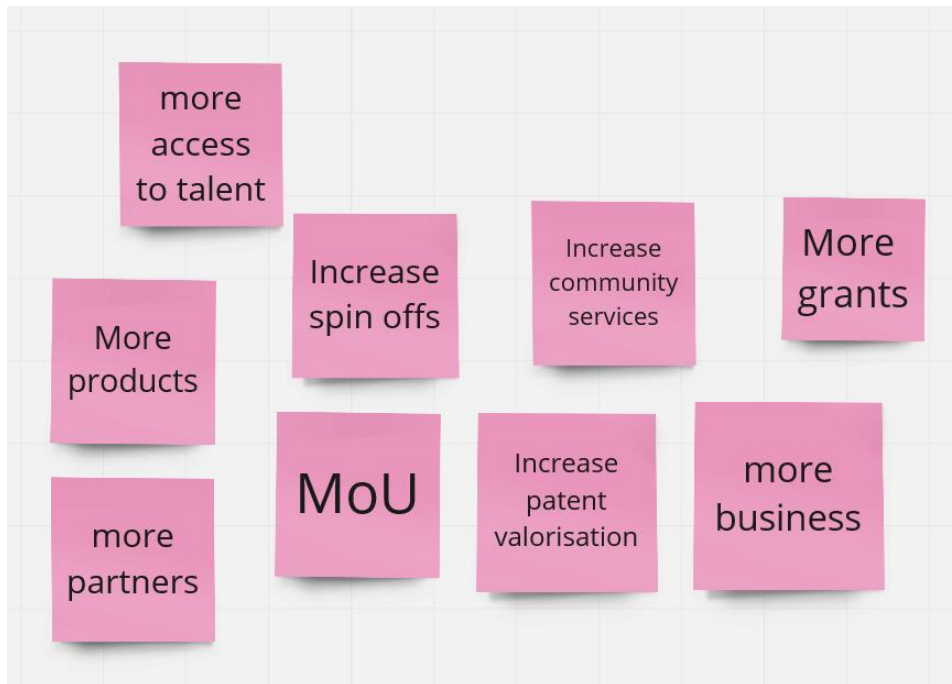 more
access
to talent
Increase
spin offs
Increase
community
services
More
grants
More
products
MoU
Increase
patent
valorisation
more
business
more
partners